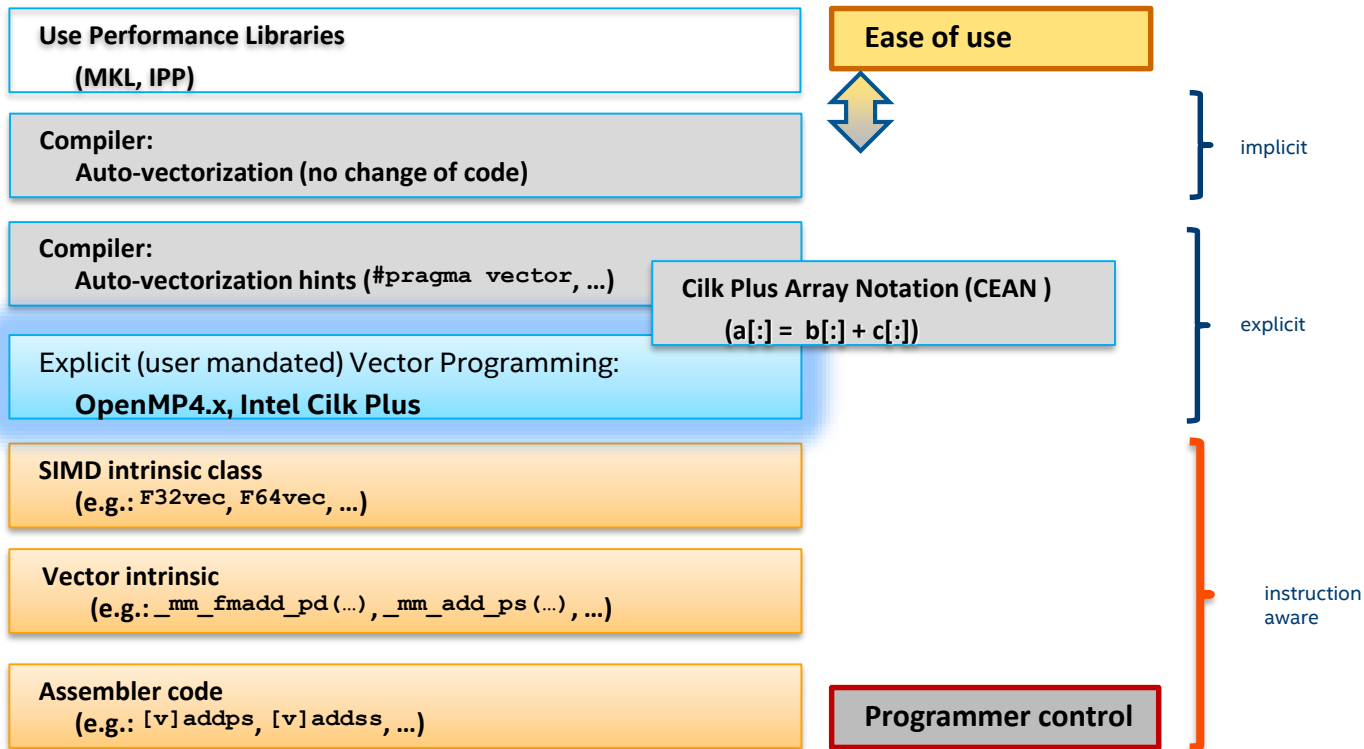 Use Performance Libraries
(MKL, IPP)
Ease of use
Compiler:
Auto-vectorization (no change of code)
implicit
Compiler:
Auto-vectorization hints (#pragma vector, …)
Cilk Plus Array Notation (CEAN )
(a[:] = b[:] + c[:])
explicit
Explicit (user mandated) Vector Programming:
OpenMP4.x, Intel Cilk Plus
SIMD intrinsic class
(e.g.: F32vec, F64vec, …)
Vector intrinsic
(e.g.: _mm_fmadd_pd(…), _mm_add_ps(…), …)
instruction
aware
Assembler code
(e.g.: [v]addps, [v]addss, …)
Programmer control